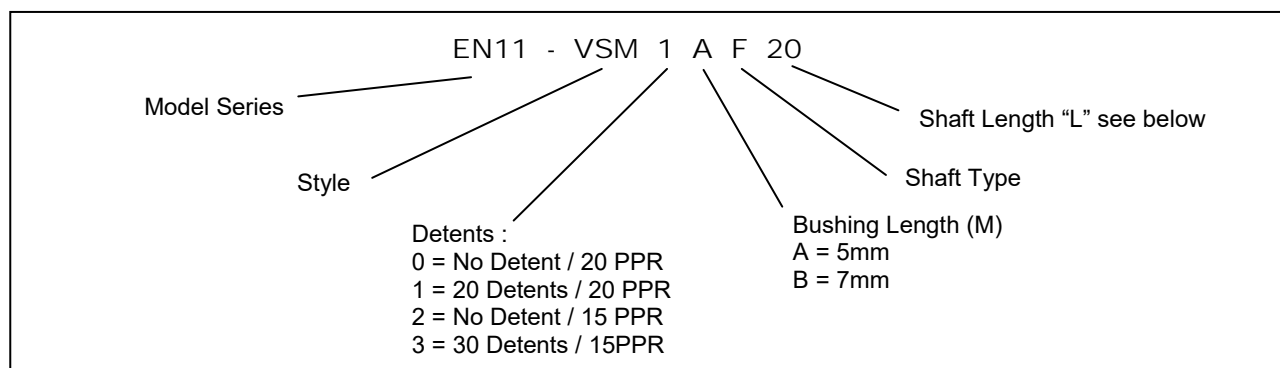 EN11 - VSM 1 A F 20
Model Series
Shaft Length “L” see below
Style
Shaft Type
Detents :
0 = No Detent / 20 PPR
1 = 20 Detents / 20 PPR
2 = No Detent / 15 PPR
3 = 30 Detents / 15PPR
Bushing Length (M)
A = 5mm
B = 7mm